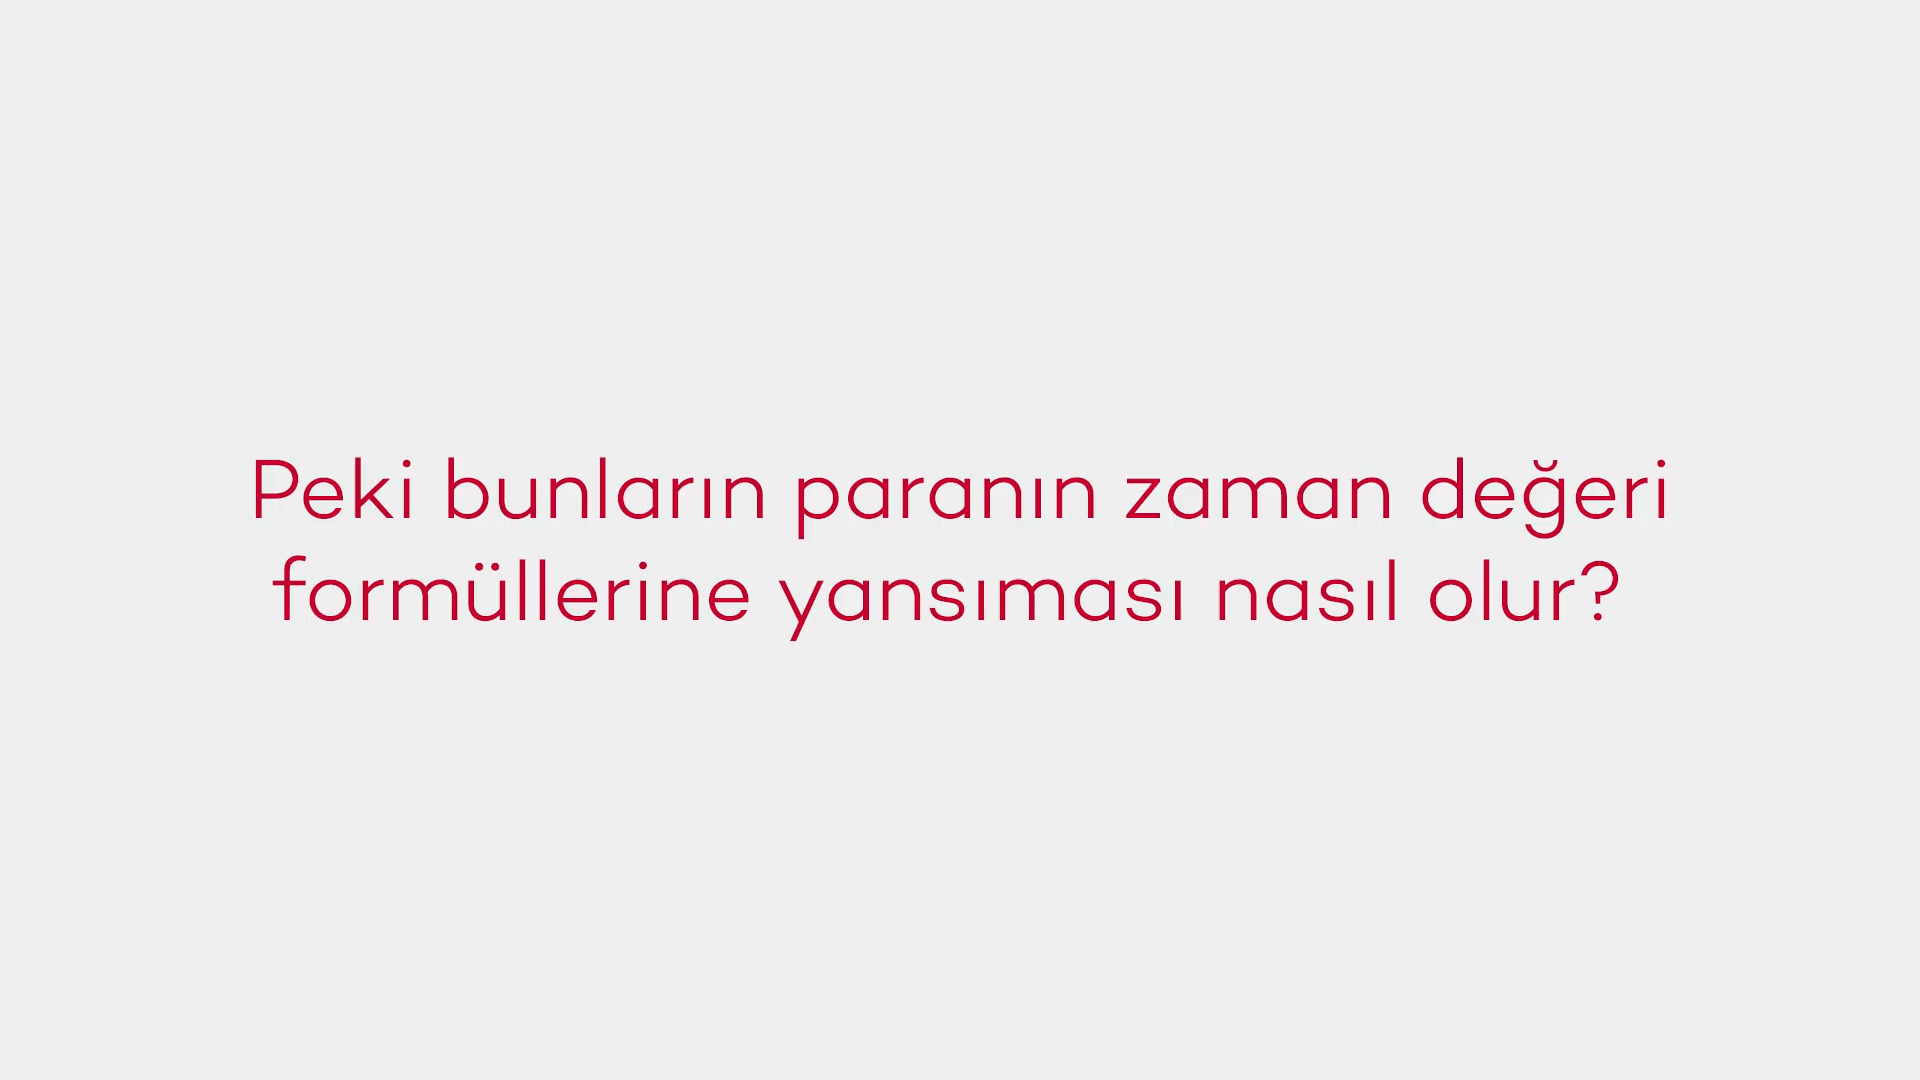 Peki bunların paranın zaman değeri
formüllerine yansıması nasıl olur?